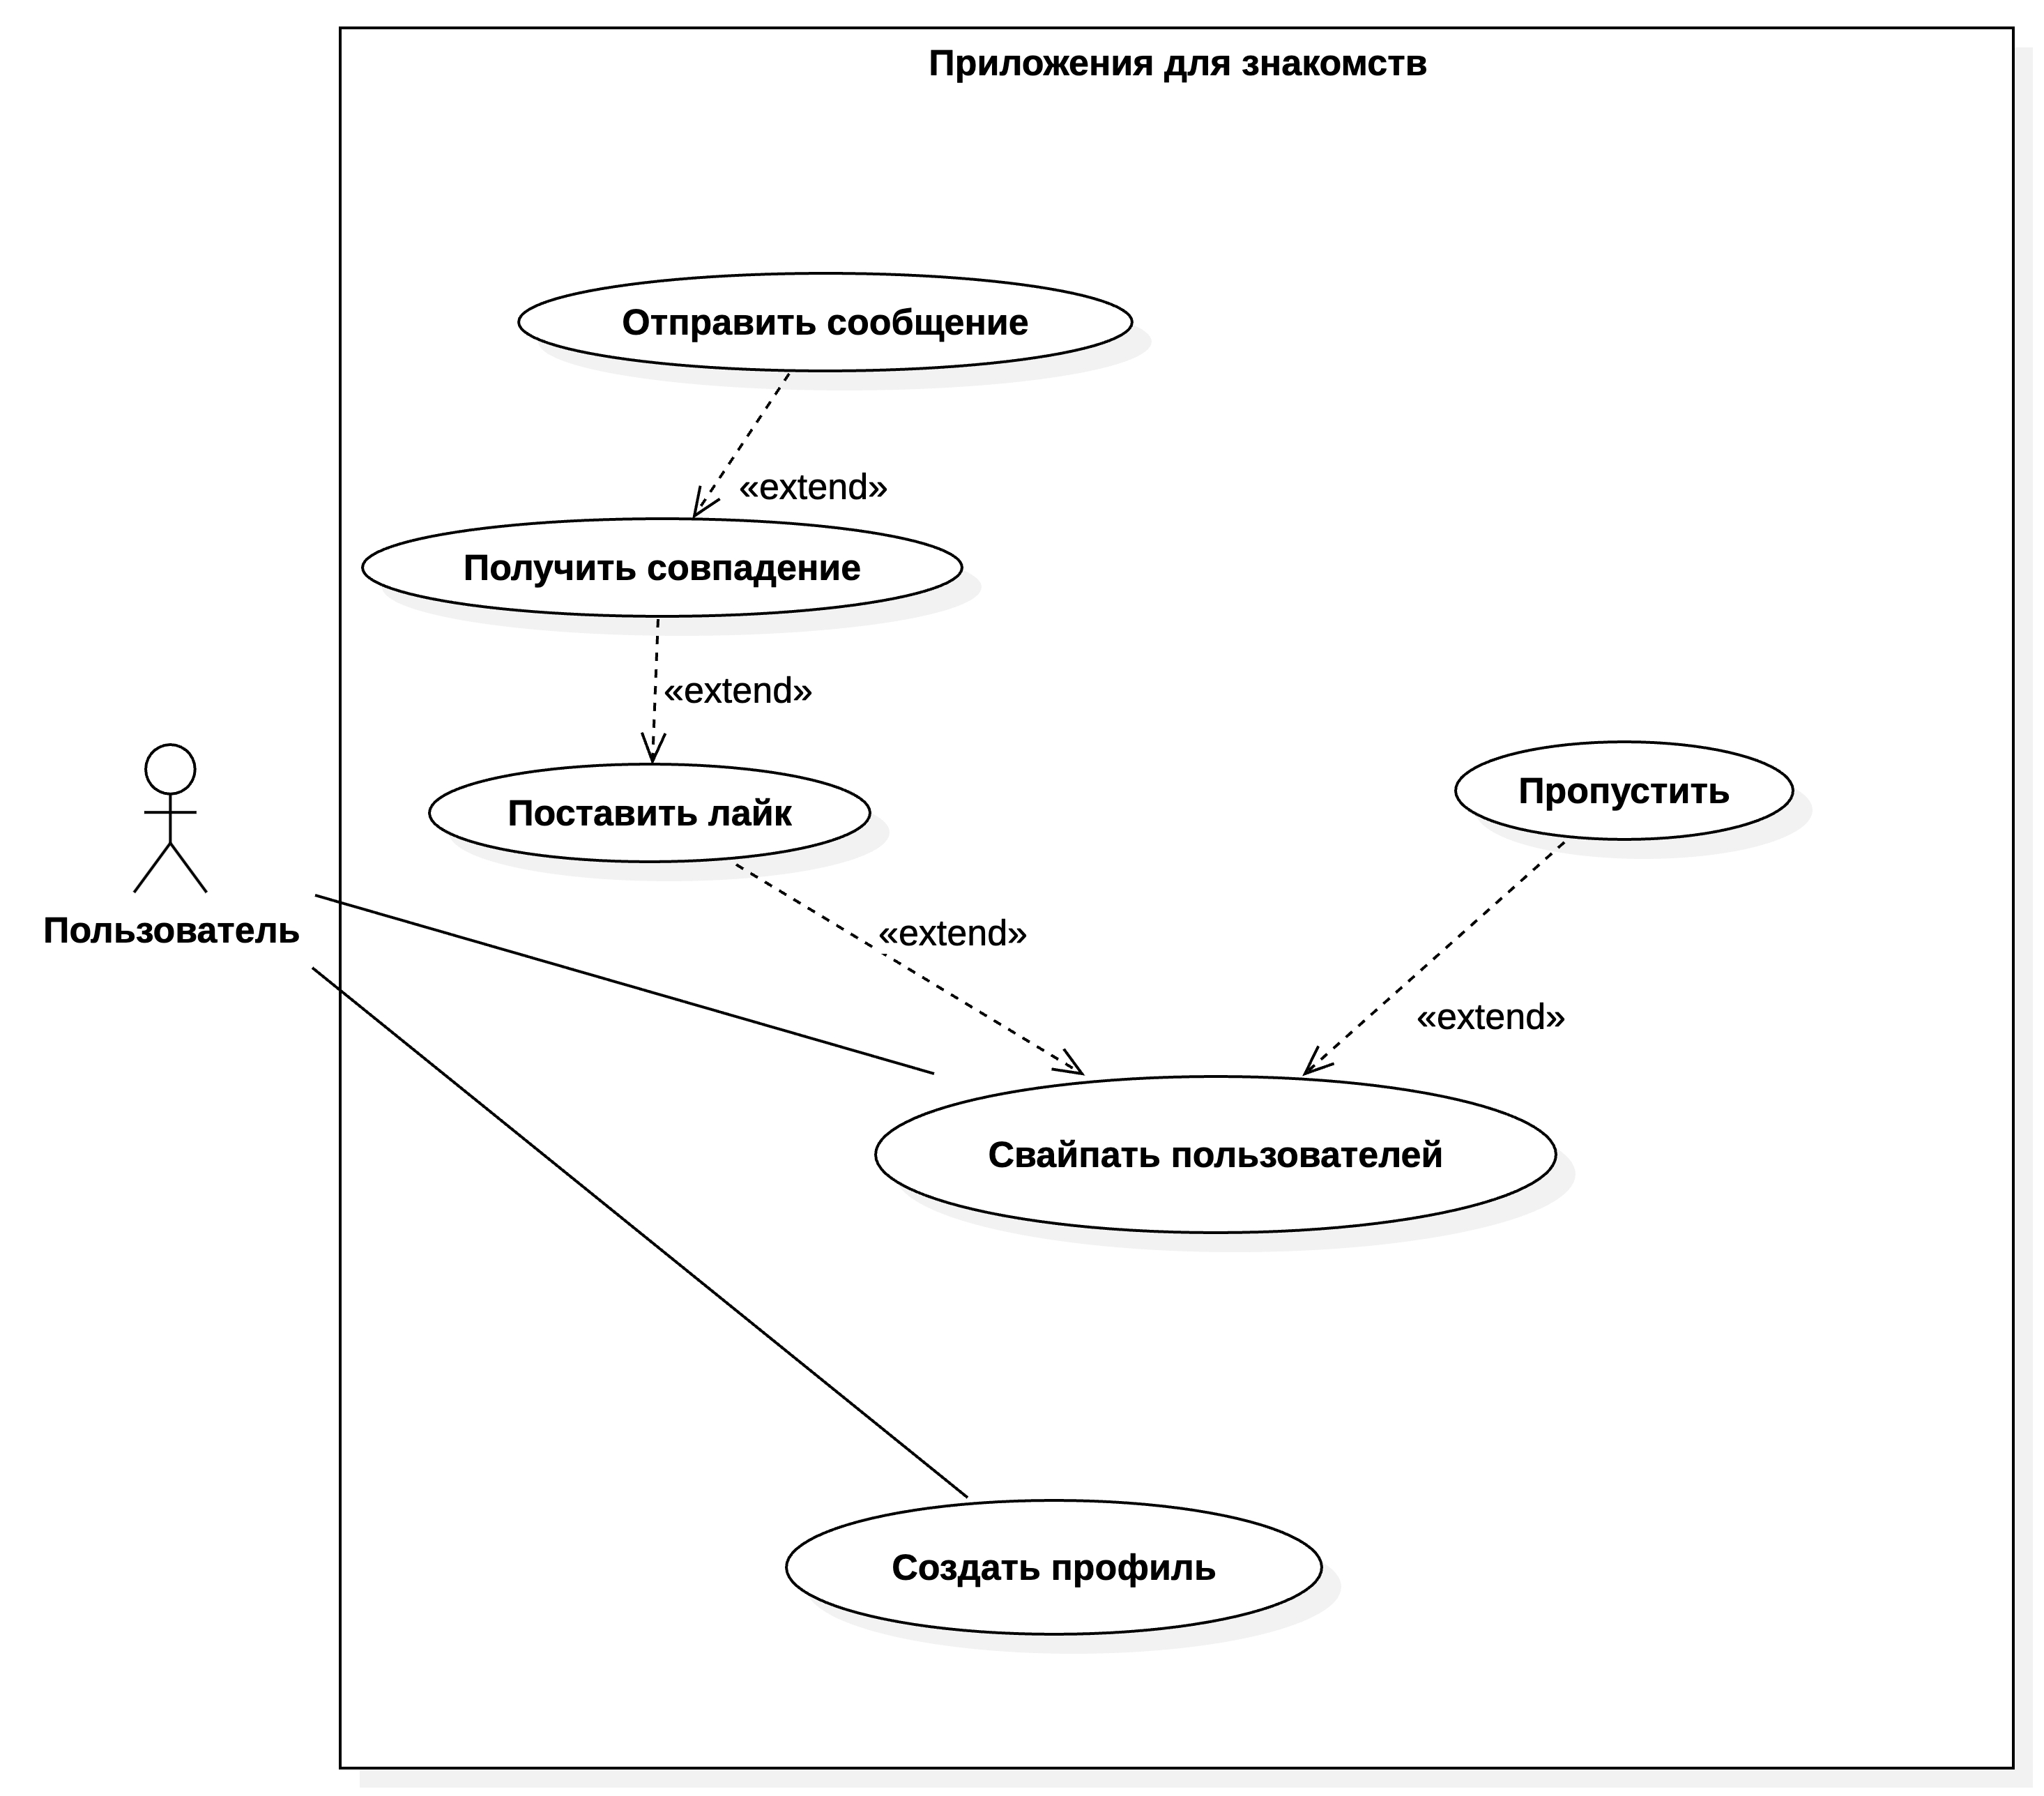 Приложения для знакомств
Отправить сообщение
«extend»
Получить совпадение
«extend»
Поставить лайк
Пропустить
Пользователь
«extend»
«extend»
Свайпать пользователей
Создать профиль